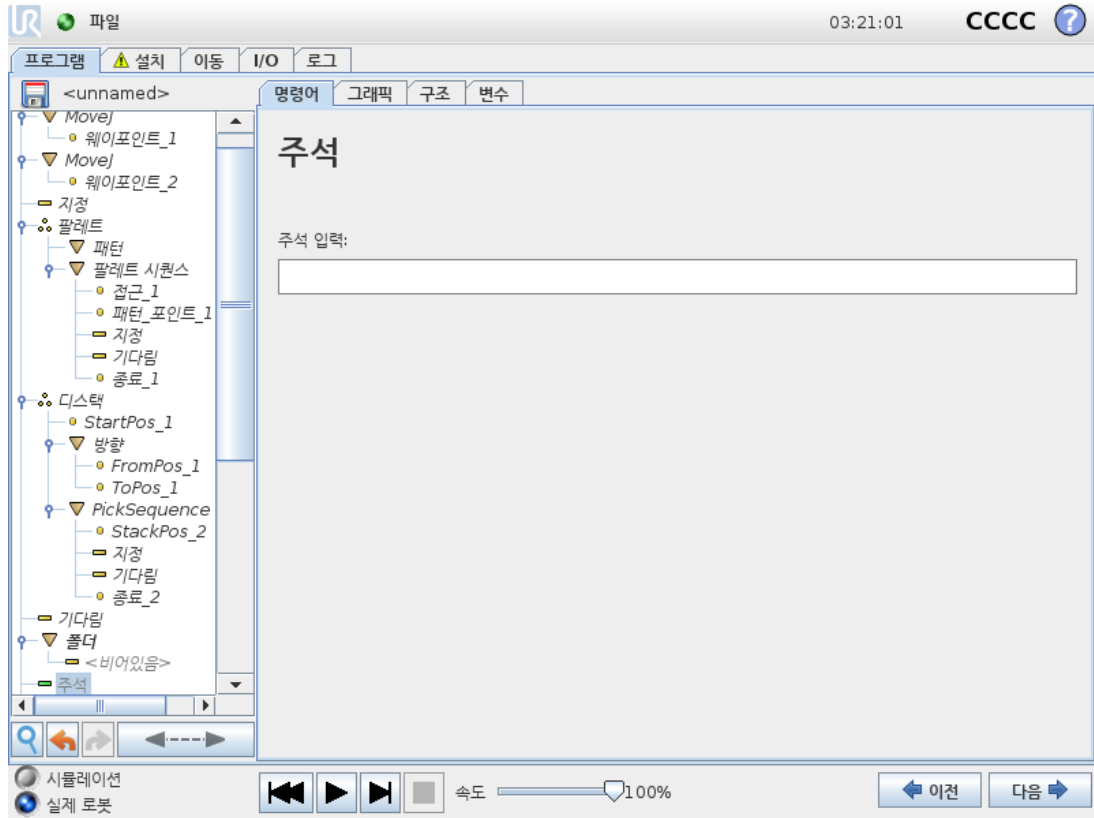 UR 파일 03:21:01 CCCC ?
프로그램 설치 이동 I/O 로그
<unnamed>
명령어 그래픽 구조 변수
MoveJ
웨이포인트_1
MoveJ
웨이포인트_2
지정
팔레트
패턴
팔레트 시퀀스
접근_1
패턴_포인트_1
지정
기다림
종료_1
디스택
StartPos_1
방향
FromPos_1
ToPos_1
PickSequence
StackPos_2
지정
기다림
종료_2
기다림
폴더
<비어있음>
주석
주석
주석 입력:
시뮬레이션
실제 로봇
속도 100%
이전 다음